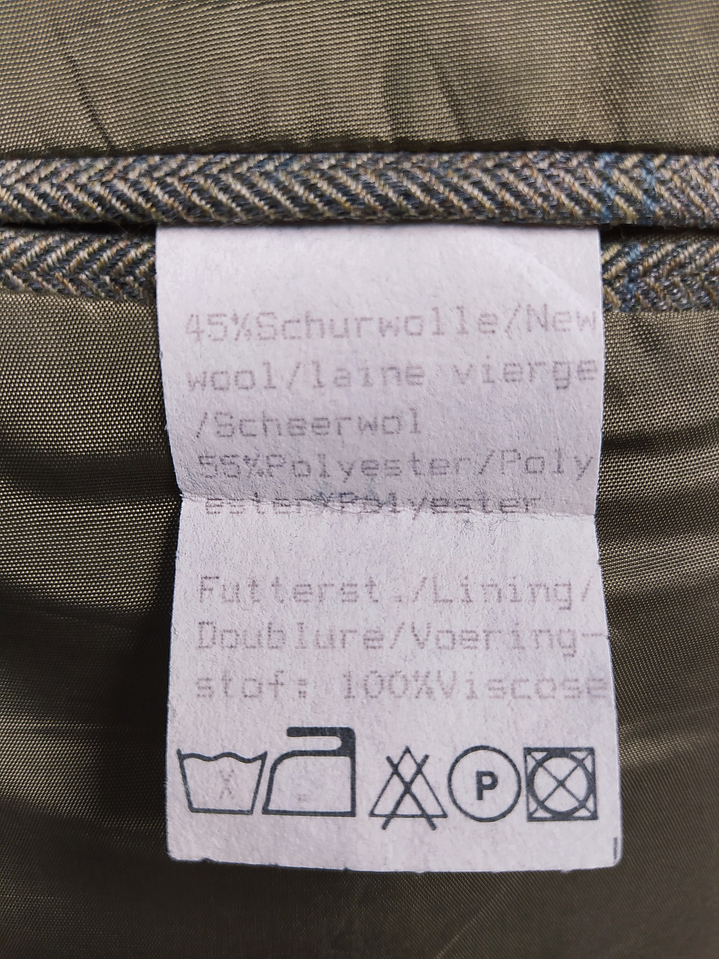 45%Schurwolle/New
wool/laine vierge
/Scheerwol
55%Polyester/Poly
ester%Polyester
Futterst./Lining/
Doublure/Voering-
stof: 100%Viscose
X
P